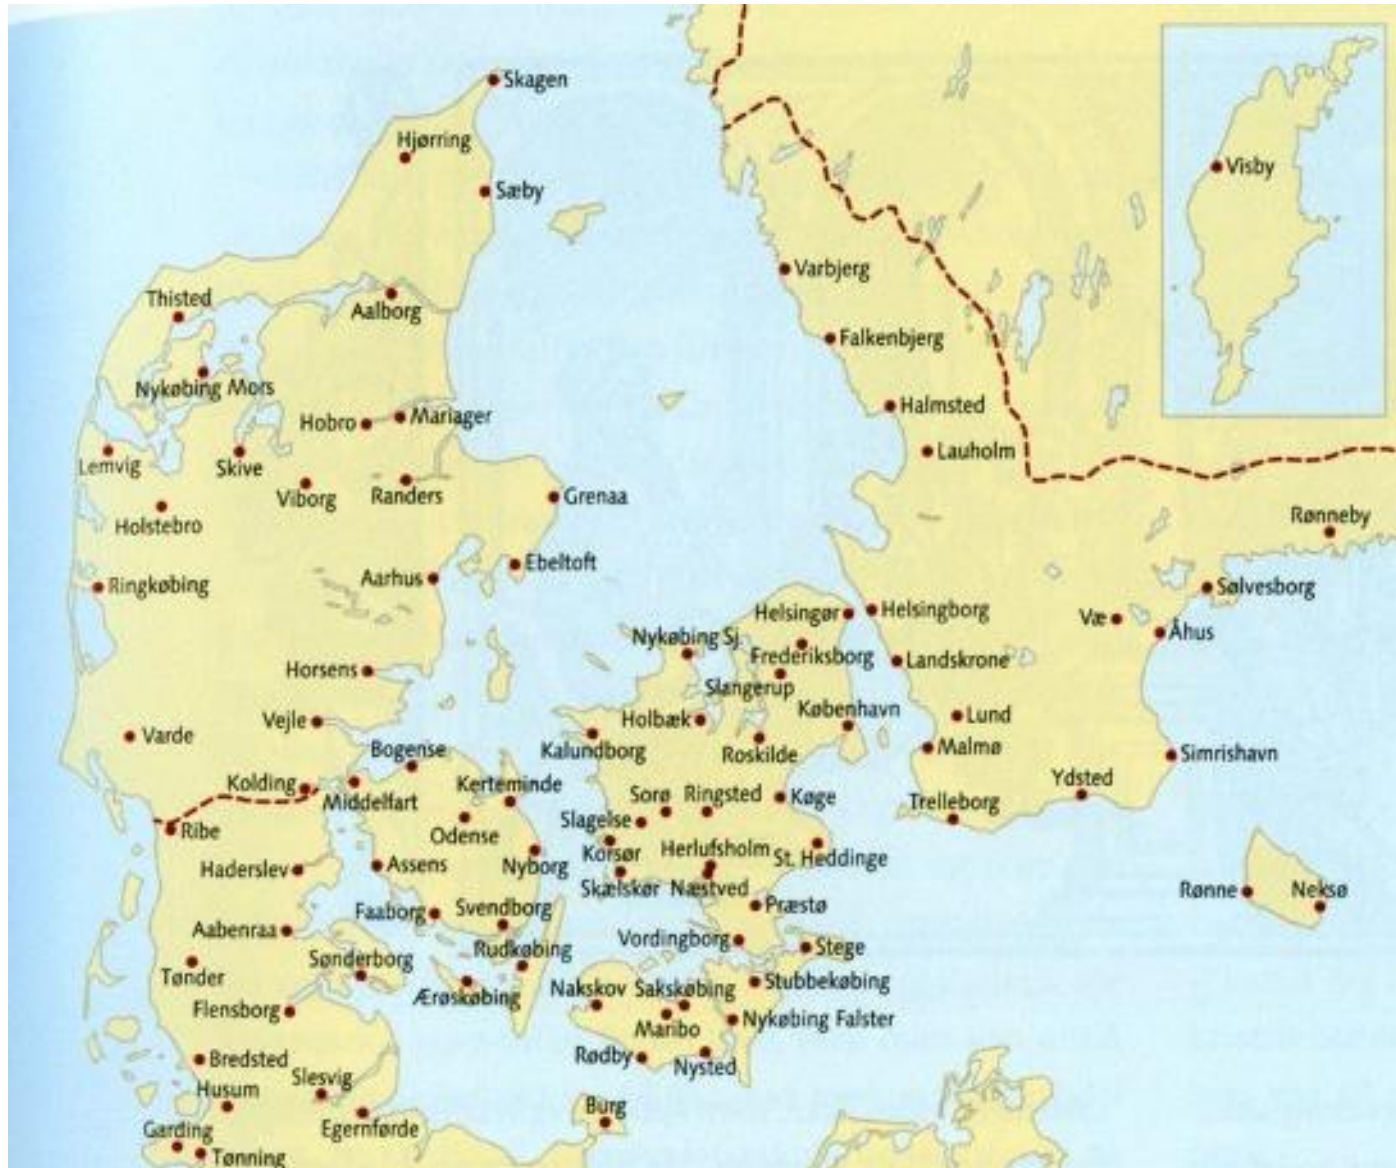 Skagen
Hjørring
Sæby
Visby
Varbjerg
Thisted
Aalborg
Falkenbjerg
Nykøbing Mors
Halmsted
Hobro
Mariager
Lauholm
Lemvig
Skive
Viborg
Randers
Grenaa
Holstebro
Rønneby
Ebeltoft
Aarhus
Ringkøbing
Sølvesborg
Helsingør
Helsingborg
Væ
Åhus
Nykøbing Sj
Frederiksborg
Landskrone
Horsens
Slangerup
København
Vejle
Holbæk
Lund
Varde
Kalundborg
Roskilde
Malmø
Simrishavn
Bogense
Kolding
Middelfart
Kerteminde
Ydsted
Sorø
Ringsted
Køge
Trelleborg
Slagelse
Ribe
Odense
Korsør
Herlufsholm
St. Heddinge
Haderslev
Assens
Nyborg
Skælskør
Næstved
Rønne
Neksø
Faaborg
Svendborg
Præstø
Aabenraa
Vordingborg
Stege
Sønderborg
Rudkøbing
Tønder
Ærøskøbing
Nakskov
Sakskøbing
Stubbekøbing
Flensborg
Maribo
Nykøbing Falster
Bredsted
Rødby
Nysted
Slesvig
Husum
Burg
Garding
Egernførde
Tønning